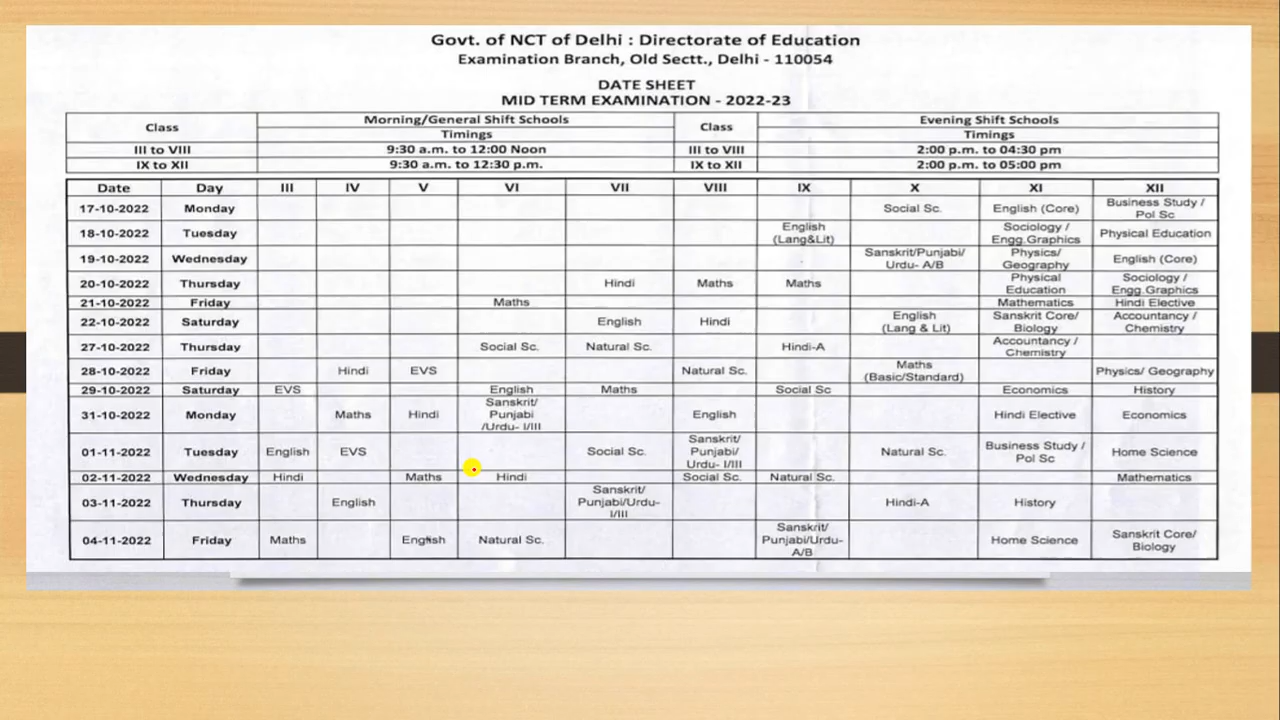 Govt. of NCT of Delhi : Directorate of Education
Examination Branch, Old Sectt., Delhi - 110054
DATE SHEET
MID TERM EXAMINATION - 2022-23
Class Morning/General Shift Schools Class Evening Shift Schools
Timings Timings
III to VIII 9:30 a.m. to 12:00 Noon III to VIII 2:00 p.m. to 04:30 pm
IX to XII 9:30 a.m. to 12:30 p.m. IX to XII 2:00 p.m. to 05:00 pm
Date Day III IV V VI VII VIII IX X XI XII
17-10-2022 Monday Social Sc. English (Core) Business Study / Pol Sc
18-10-2022 Tuesday English (Lang&Lit) Sociology / Engg.Graphics Physical Education
19-10-2022 Wednesday Sanskrit/Punjabi/ Urdu- A/B Physics/ Geography English (Core)
20-10-2022 Thursday Hindi Maths Maths Physical Education Sociology / Engg.Graphics
21-10-2022 Friday Maths Mathematics Hindi Elective
22-10-2022 Saturday English Hindi English (Lang & Lit) Sanskrit Core/ Biology Accountancy / Chemistry
27-10-2022 Thursday Social Sc. Natural Sc. Hindi-A Accountancy / Chemistry
28-10-2022 Friday Hindi EVS Natural Sc. Maths (Basic/Standard) Physics/ Geography
29-10-2022 Saturday EVS English Maths Social Sc Economics History
31-10-2022 Monday Maths Hindi Sanskrit/ Punjabi /Urdu- I/III English Hindi Elective Economics
01-11-2022 Tuesday English EVS Social Sc. Sanskrit/ Punjabi/ Urdu- I/III Natural Sc. Business Study / Pol Sc Home Science
02-11-2022 Wednesday Hindi Maths Hindi Social Sc. Natural Sc. Mathematics
03-11-2022 Thursday English Sanskrit/ Punjabi/Urdu- I/III Hindi-A History
04-11-2022 Friday Maths English Natural Sc. Sanskrit/ Punjabi/Urdu- A/B Home Science Sanskrit Core/ Biology